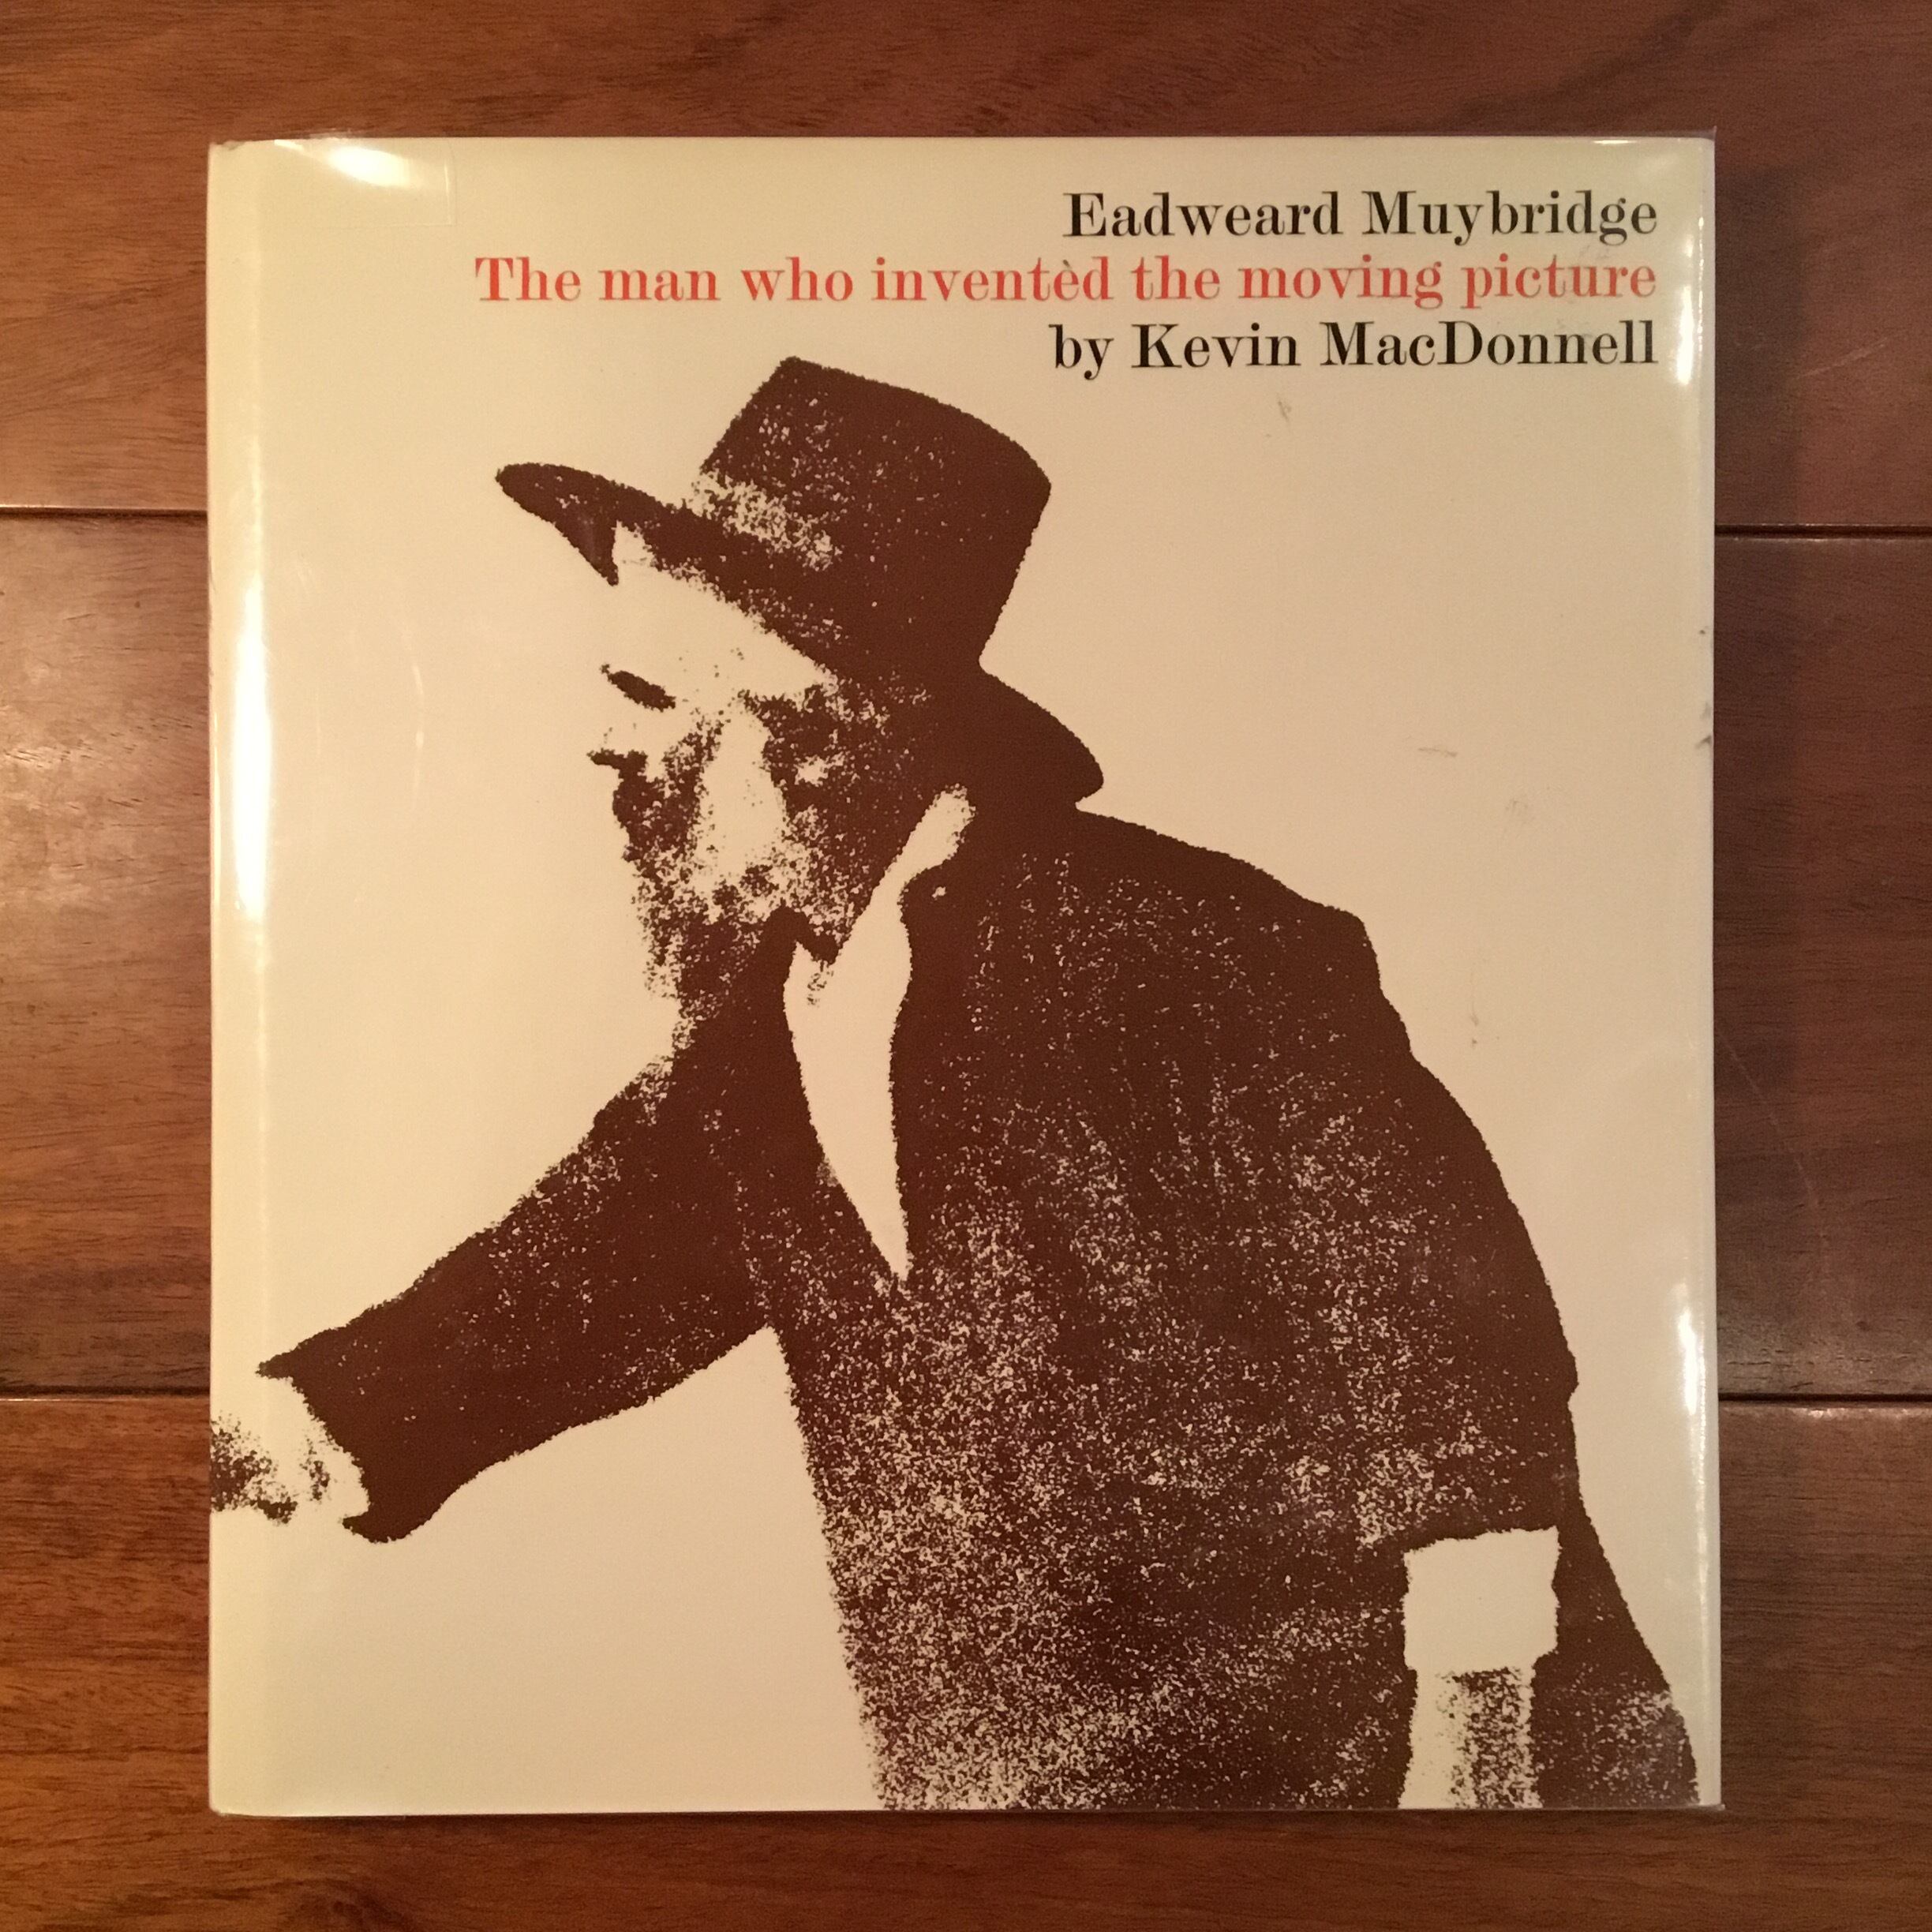 Eadweard Muybridge
The man who invented the moving picture
by Kevin MacDonnell